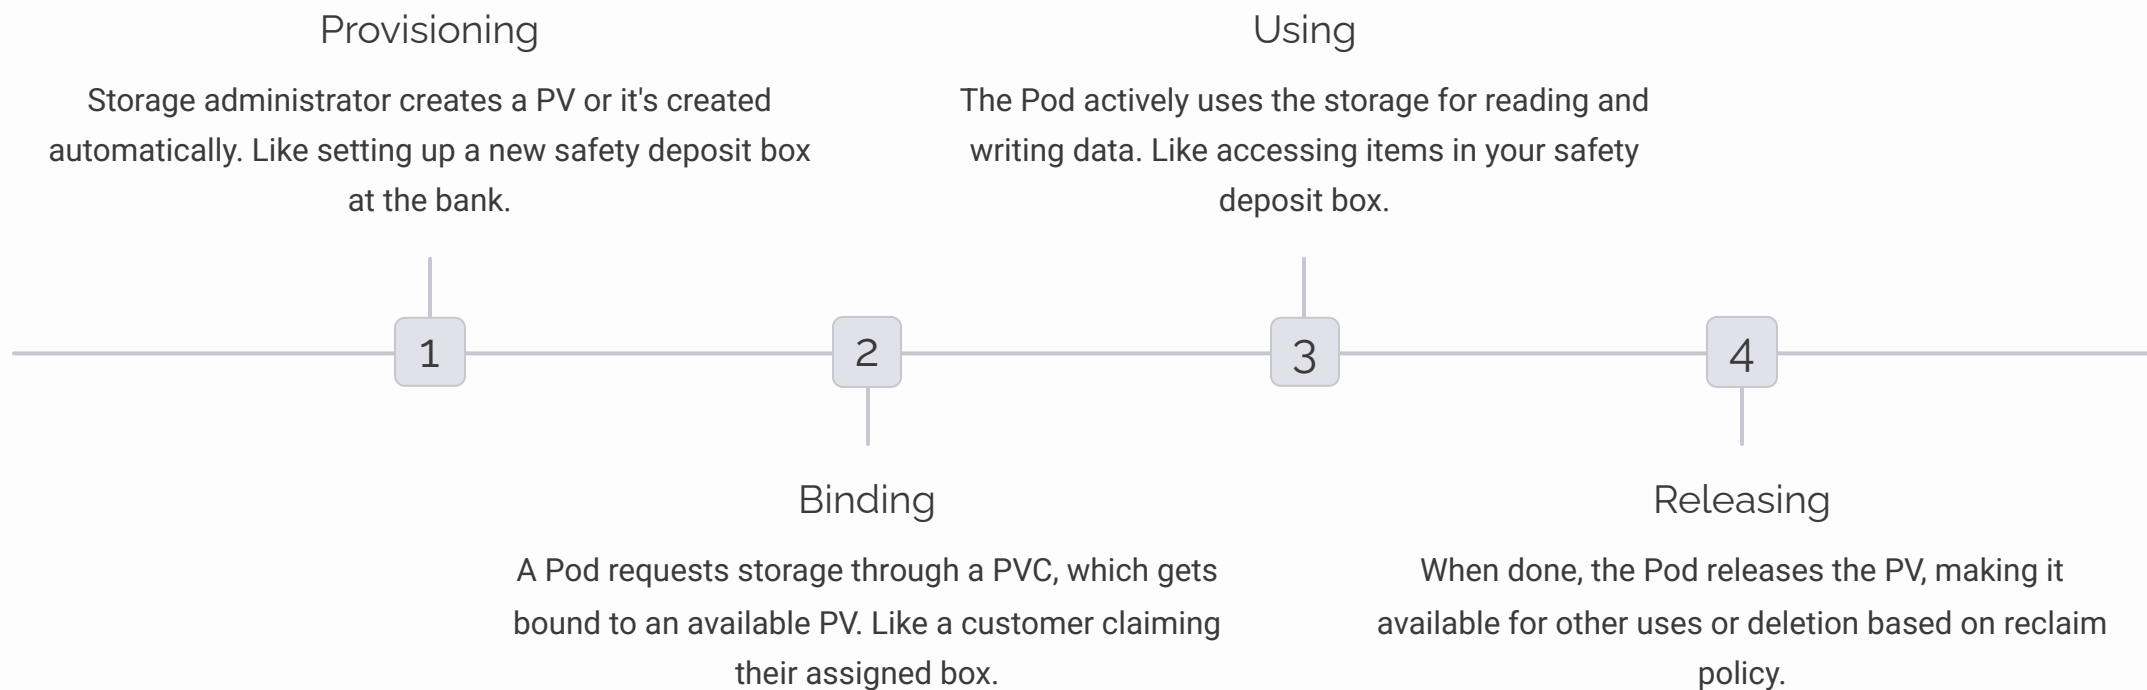 Provisioning
Storage administrator creates a PV or it's created
automatically. Like setting up a new safety deposit box
at the bank.
1
2
Binding
A Pod requests storage through a PVC, which gets
bound to an available PV. Like a customer claiming
their assigned box.
Using
The Pod actively uses the storage for reading and
writing data. Like accessing items in your safety
deposit box.
3
4
Releasing
When done, the Pod releases the PV, making it
available for other uses or deletion based on reclaim
policy.